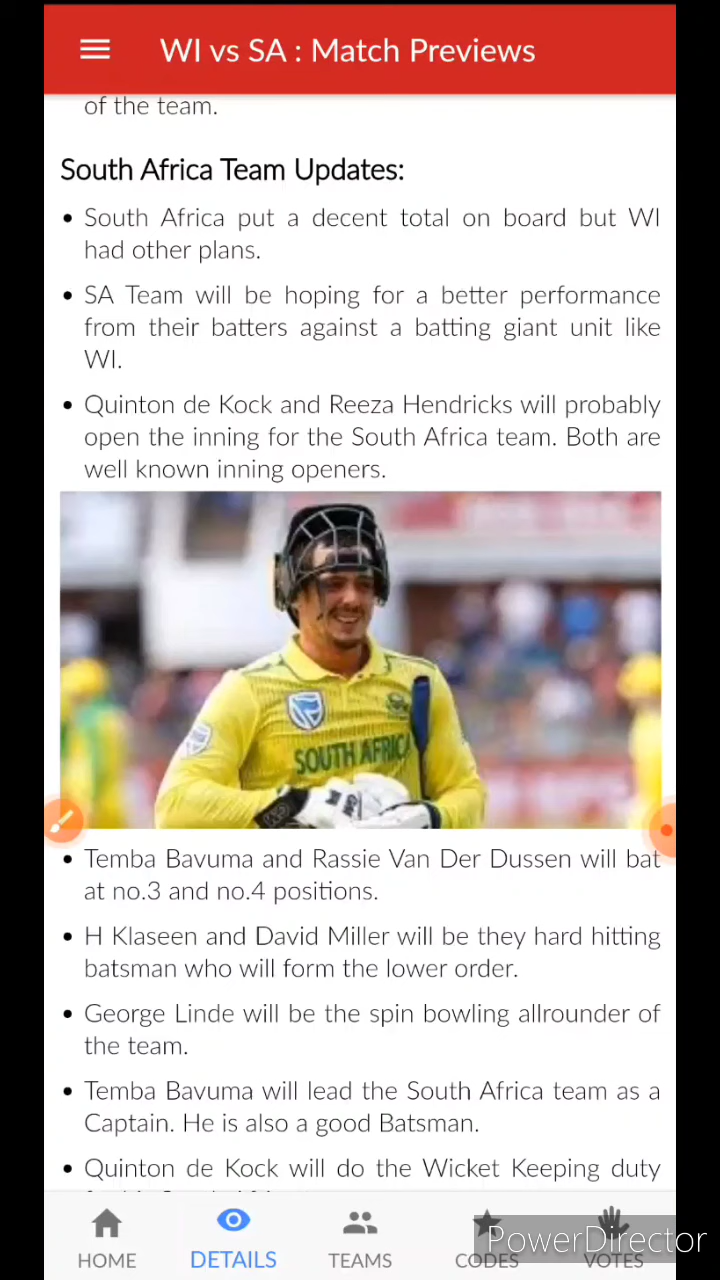 WI vs SA : Match Previews
of the team.
South Africa Team Updates:
• South Africa put a decent total on board but WI
had other plans.
• SA Team will be hoping for a better performance
from their batters against a batting giant unit like
WI.
• Quinton de Kock and Reeza Hendricks will probably
open the inning for the South Africa team. Both are
well known inning openers.
SOUTH AFRICA
• Temba Bavuma and Rassie Van Der Dussen will bat
at no.3 and no.4 positions.
• H Klaseen and David Miller will be they hard hitting
batsman who will form the lower order.
• George Linde will be the spin bowling allrounder of
the team.
• Temba Bavuma will lead the South Africa team as a
Captain. He is also a good Batsman.
• Quinton de Kock will do the Wicket Keeping duty
HOME DETAILS TEAMS CODES VOTES
PowerDirector